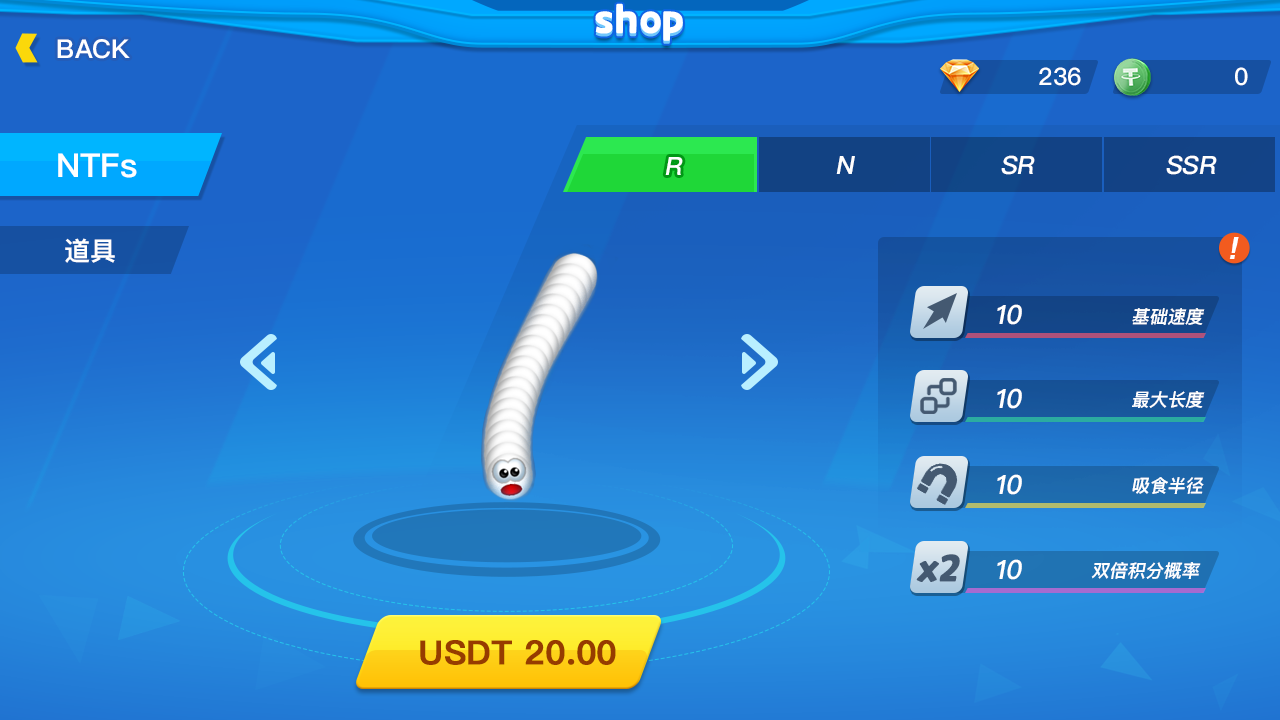 shop
BACK
236
0
NTFs
R
N
SR
SSR
道具
!
10
基础速度
10
最大长度
10
吸食半径
x2
10
双倍积分概率
USDT 20.00